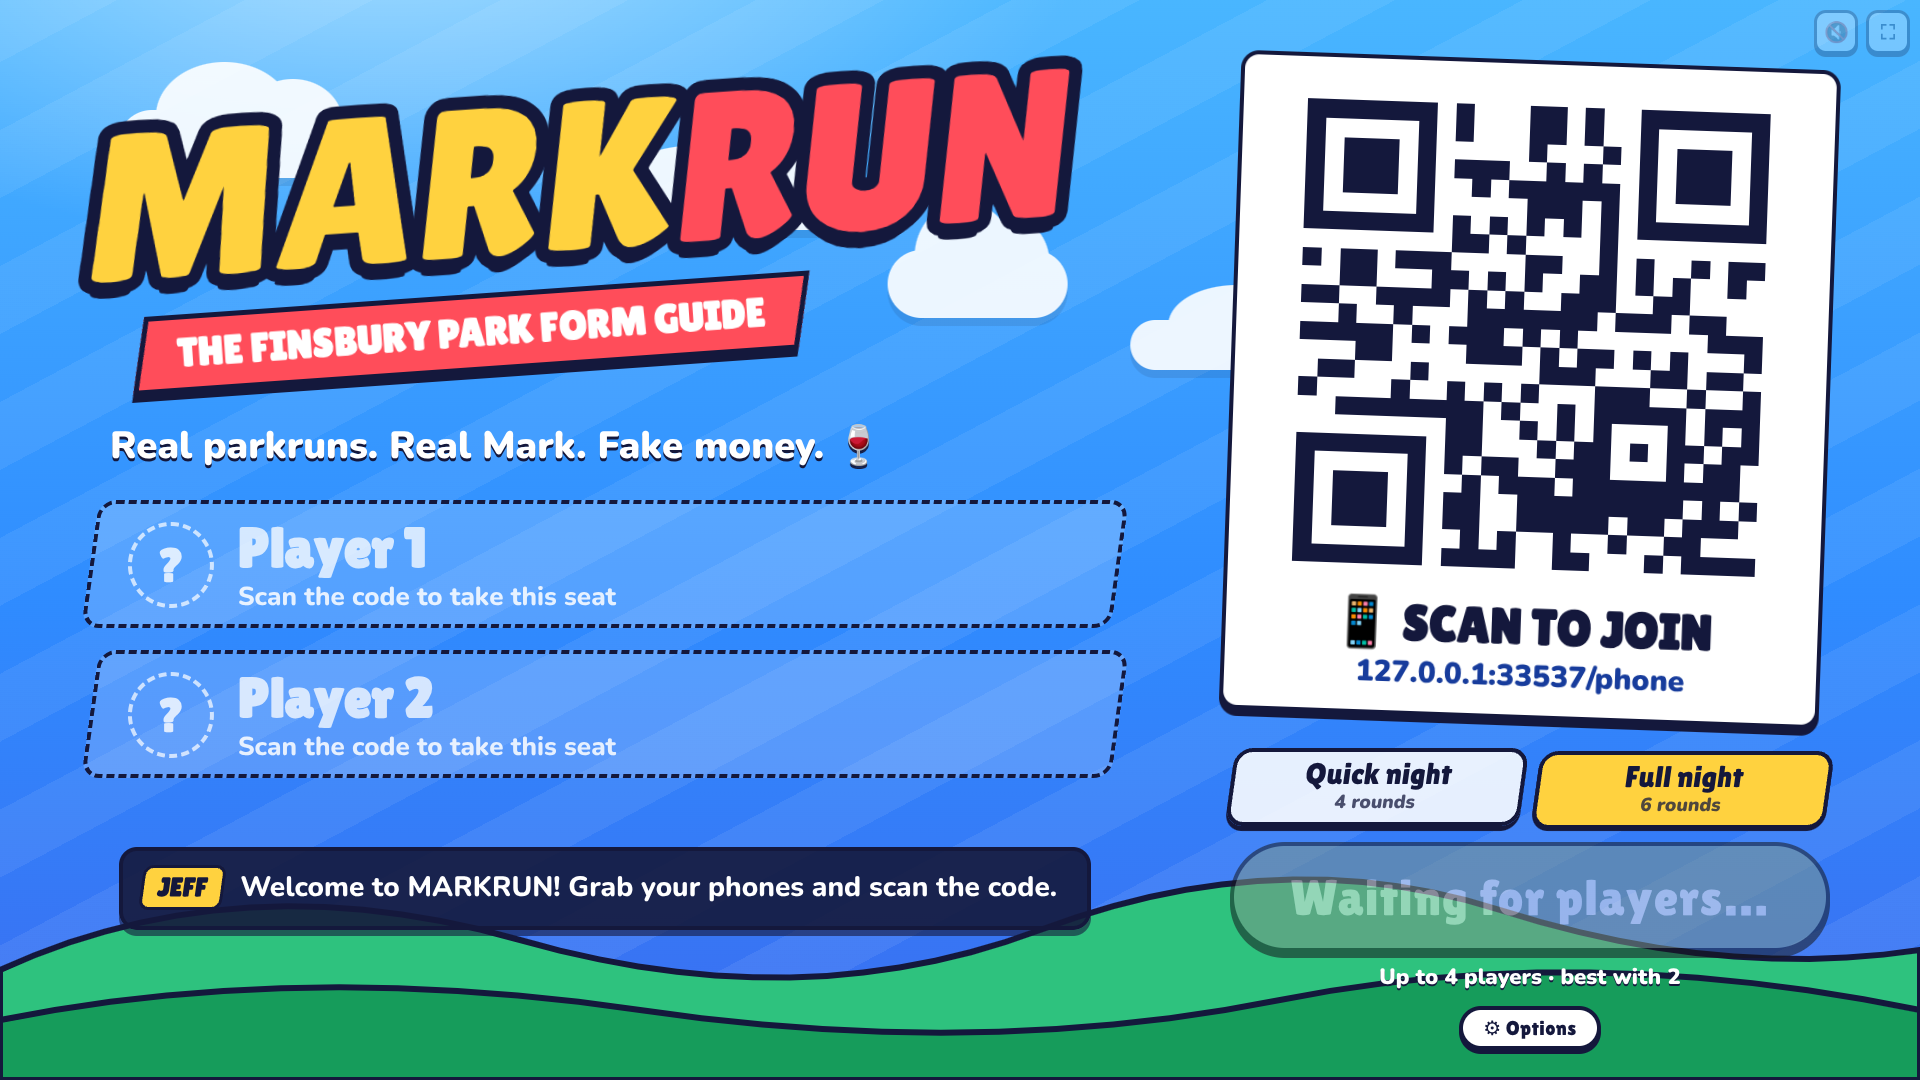 MARKRUN
THE FINSBURY PARK FORM GUIDE
Real parkruns. Real Mark. Fake money. 🍷
? Player 1
Scan the code to take this seat
? Player 2
Scan the code to take this seat
JEFF Welcome to MARKRUN! Grab your phones and scan the code.
📱 SCAN TO JOIN
127.0.0.1:33537/phone
Quick night
4 rounds
Full night
6 rounds
Waiting for players...
Up to 4 players · best with 2
⚙ Options